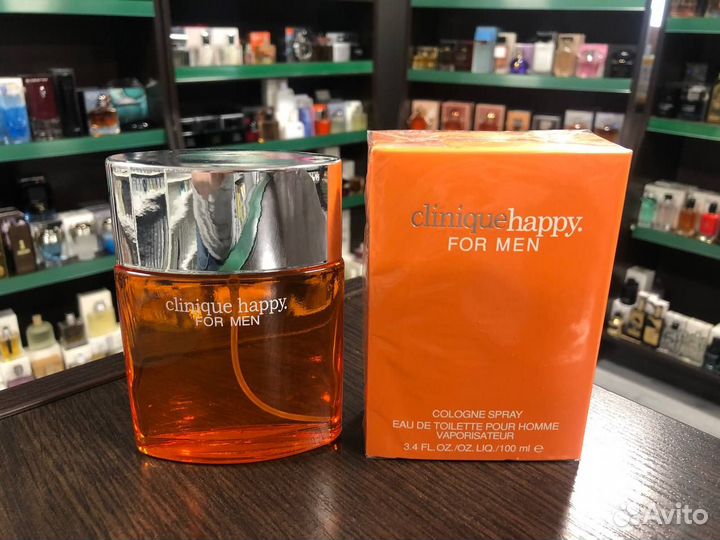 clinique happy.
FOR MEN
cliniquehappy.
FOR MEN
COLOGNE SPRAY
EAU DE TOILETTE POUR HOMME
VAPORISATEUR
3.4 FL.OZ./OZ.LIQ./100 ml e
Avito